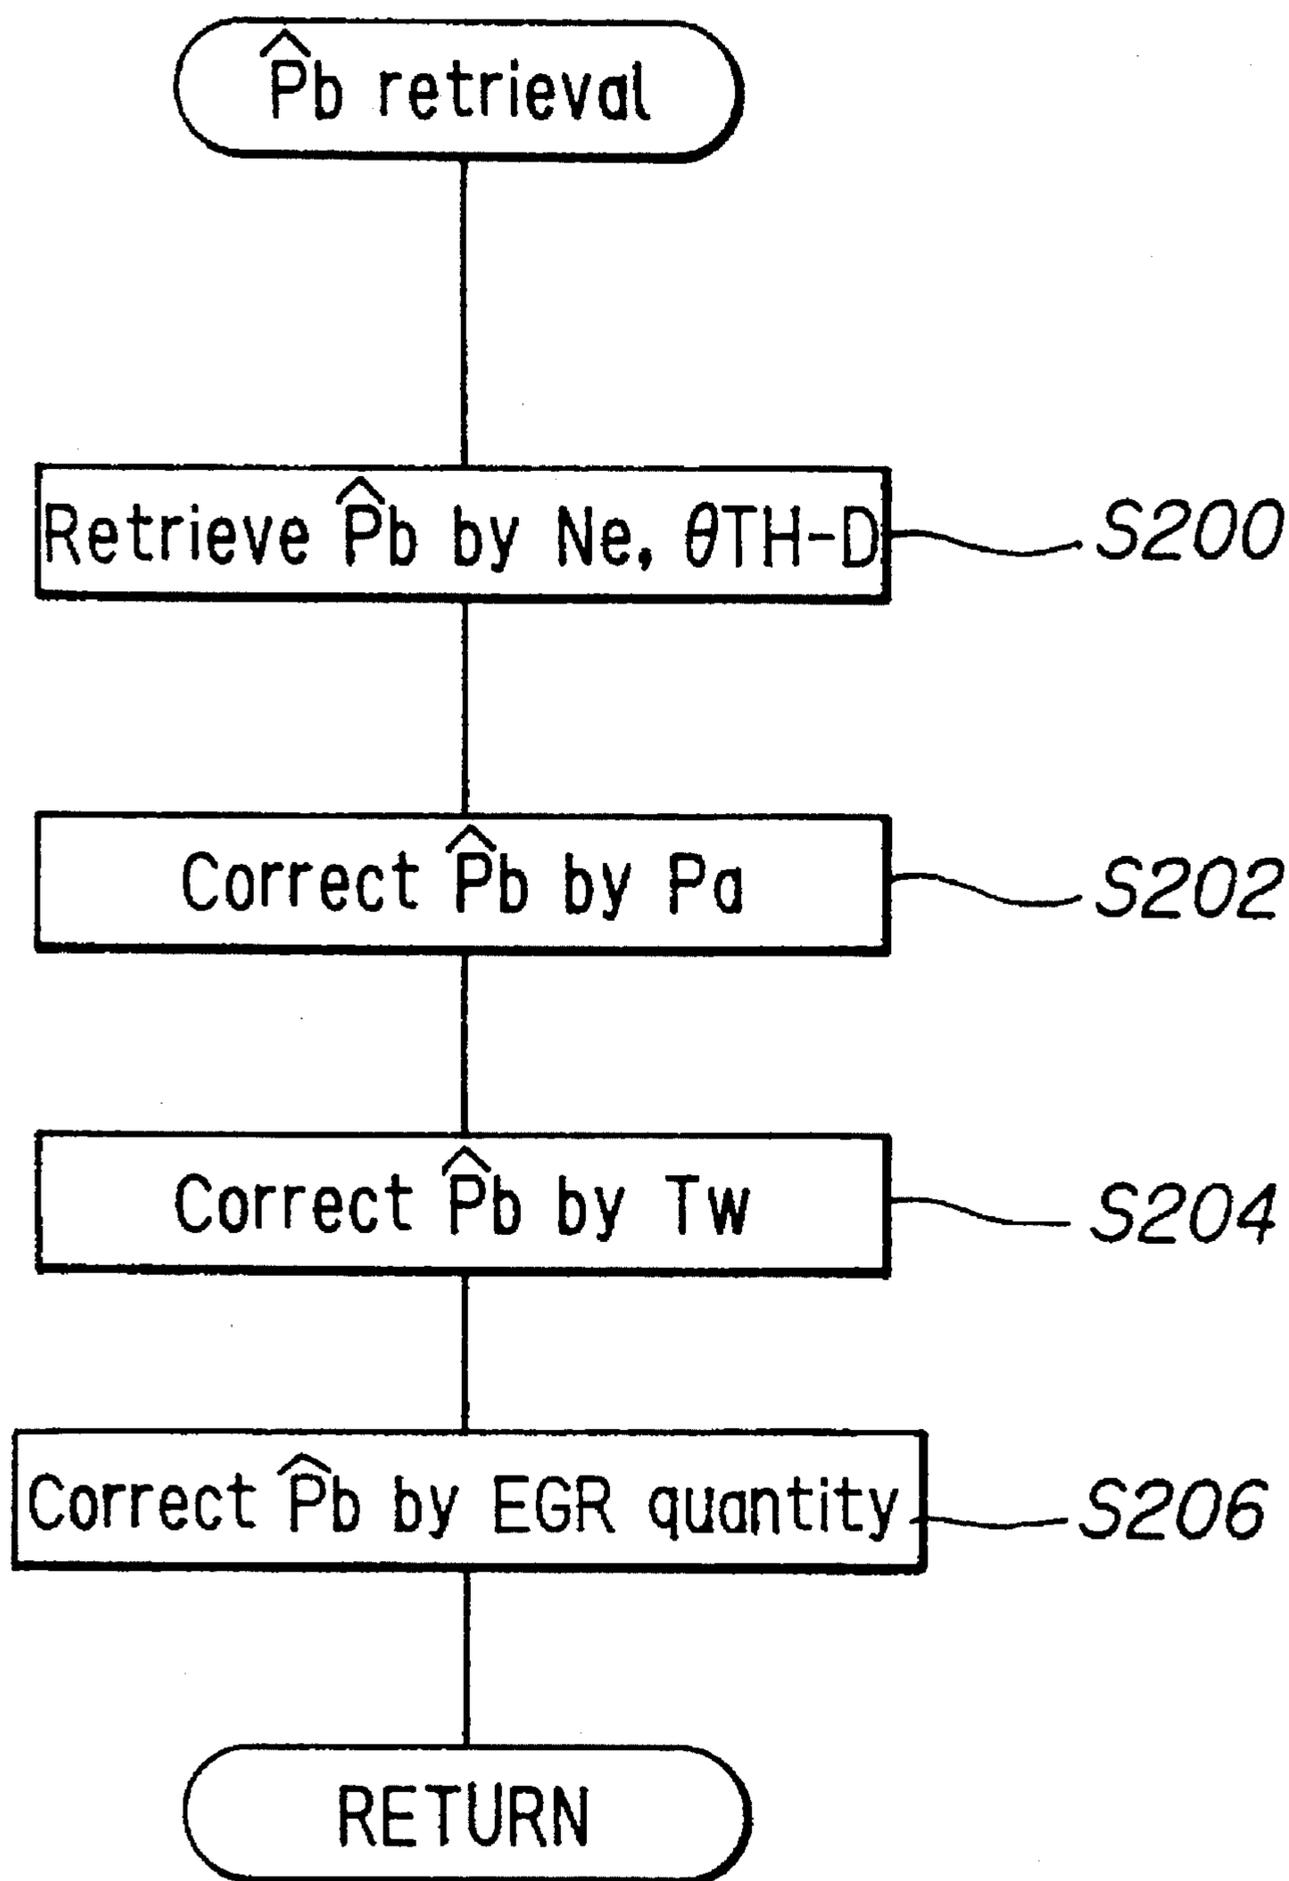 P̂b retrieval
Retrieve P̂b by Ne, θTH-D
S200
Correct P̂b by Pa
S202
Correct P̂b by Tw
S204
Correct P̂b by EGR quantity
S206
RETURN